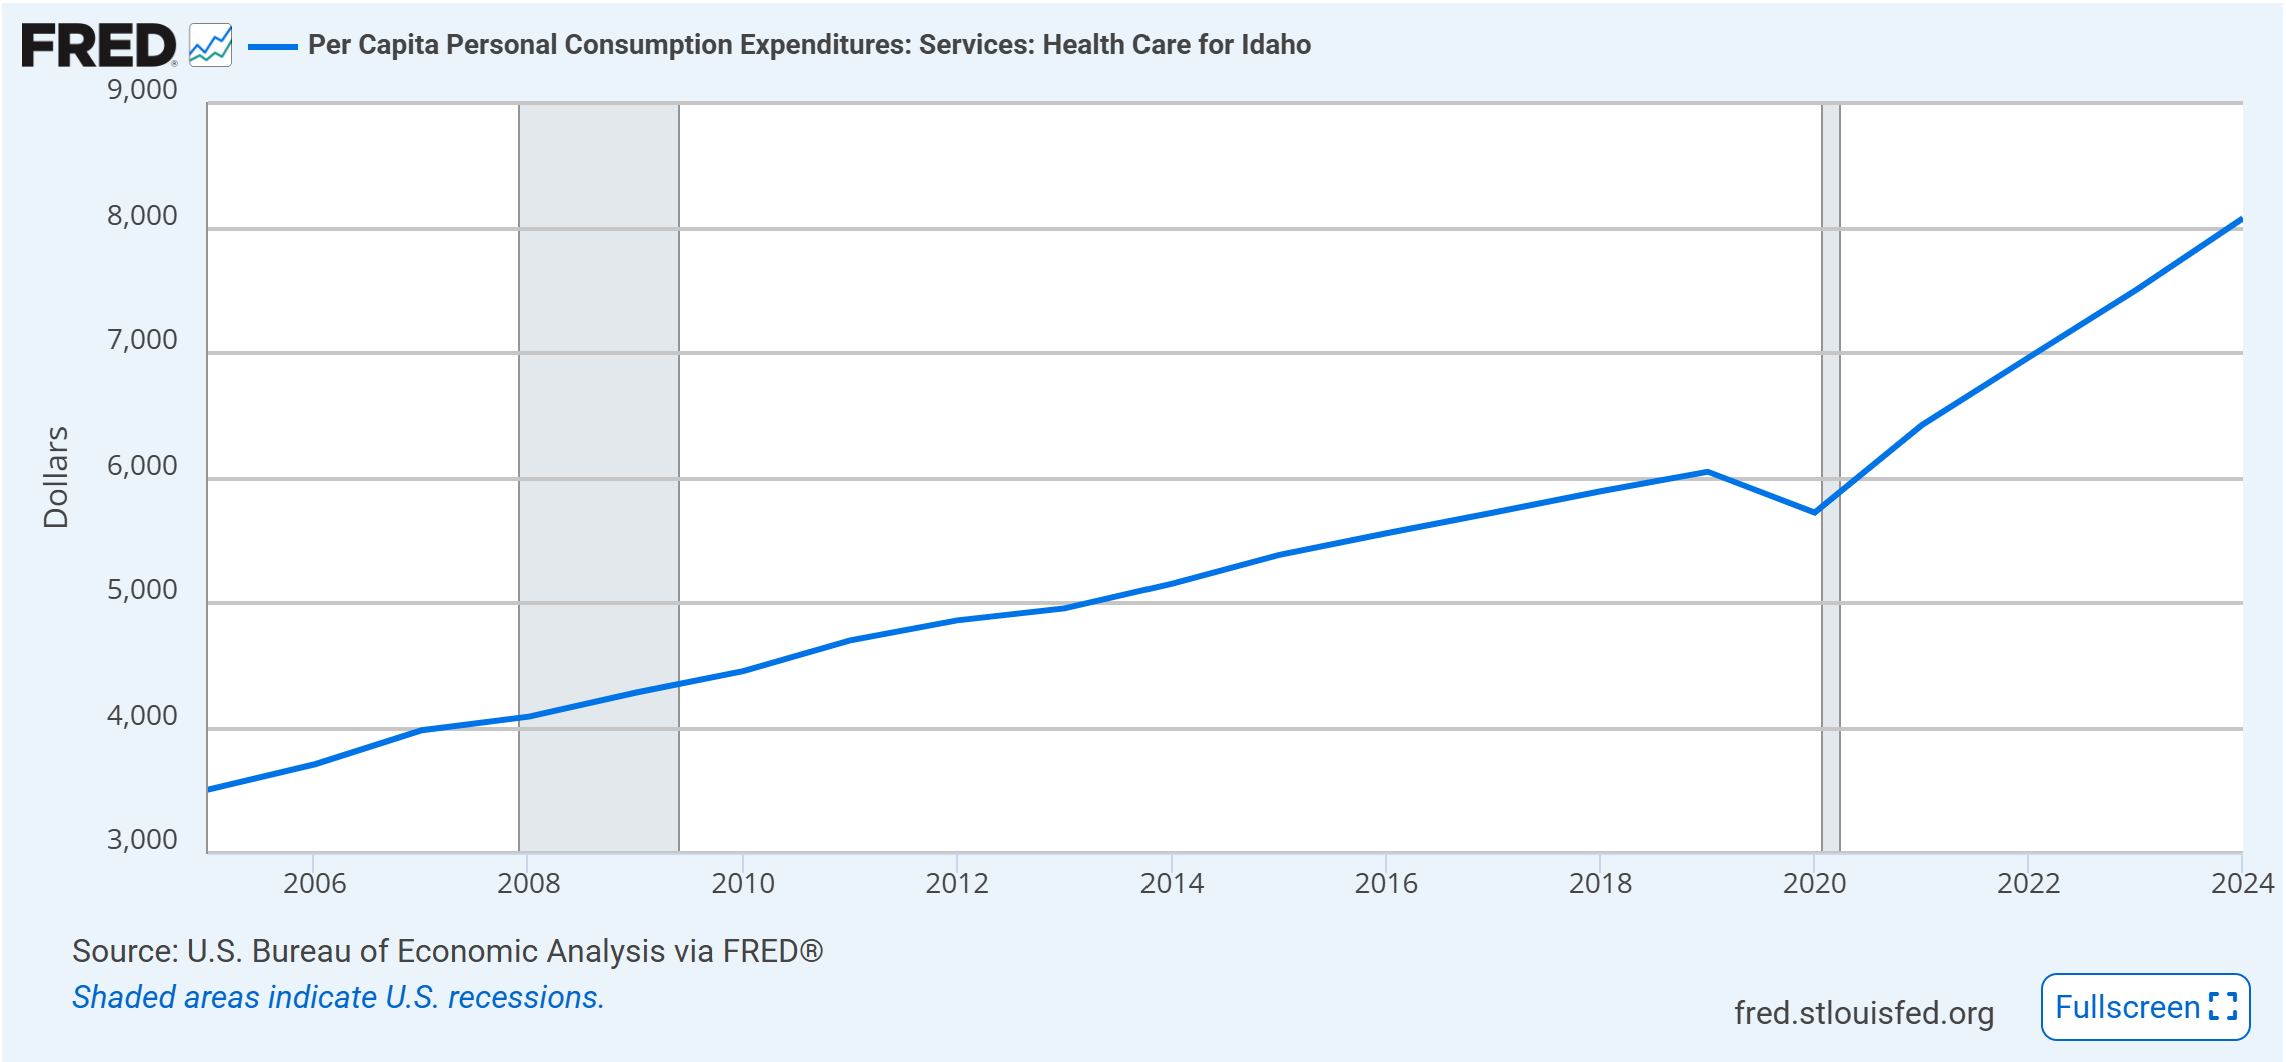 FRED® Per Capita Personal Consumption Expenditures: Services: Health Care for Idaho
9,000
8,000
7,000
6,000
5,000
4,000
3,000
Dollars
2006 2008 2010 2012 2014 2016 2018 2020 2022 2024
Source: U.S. Bureau of Economic Analysis via FRED®
Shaded areas indicate U.S. recessions.
fred.stlouisfed.org
Fullscreen